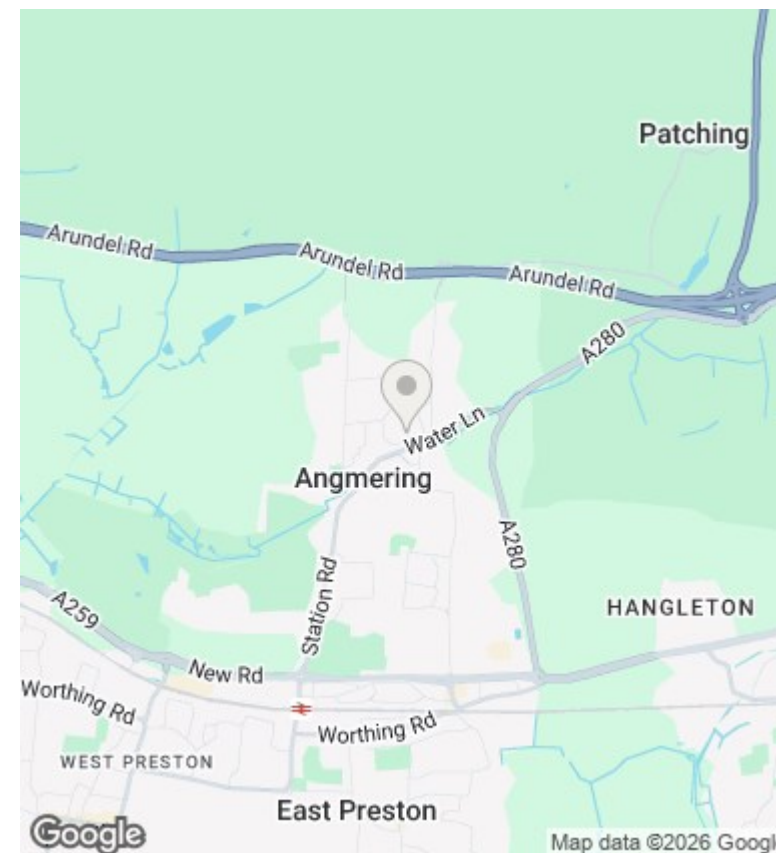 Patching
Arundel Rd
Arundel Rd
Arundel Rd
A280
Water Ln
Angmering
A280
Station Rd
HANGLETON
A259
New Rd
Worthing Rd
Worthing Rd
WEST PRESTON
East Preston
Google
Map data ©2026 Googl